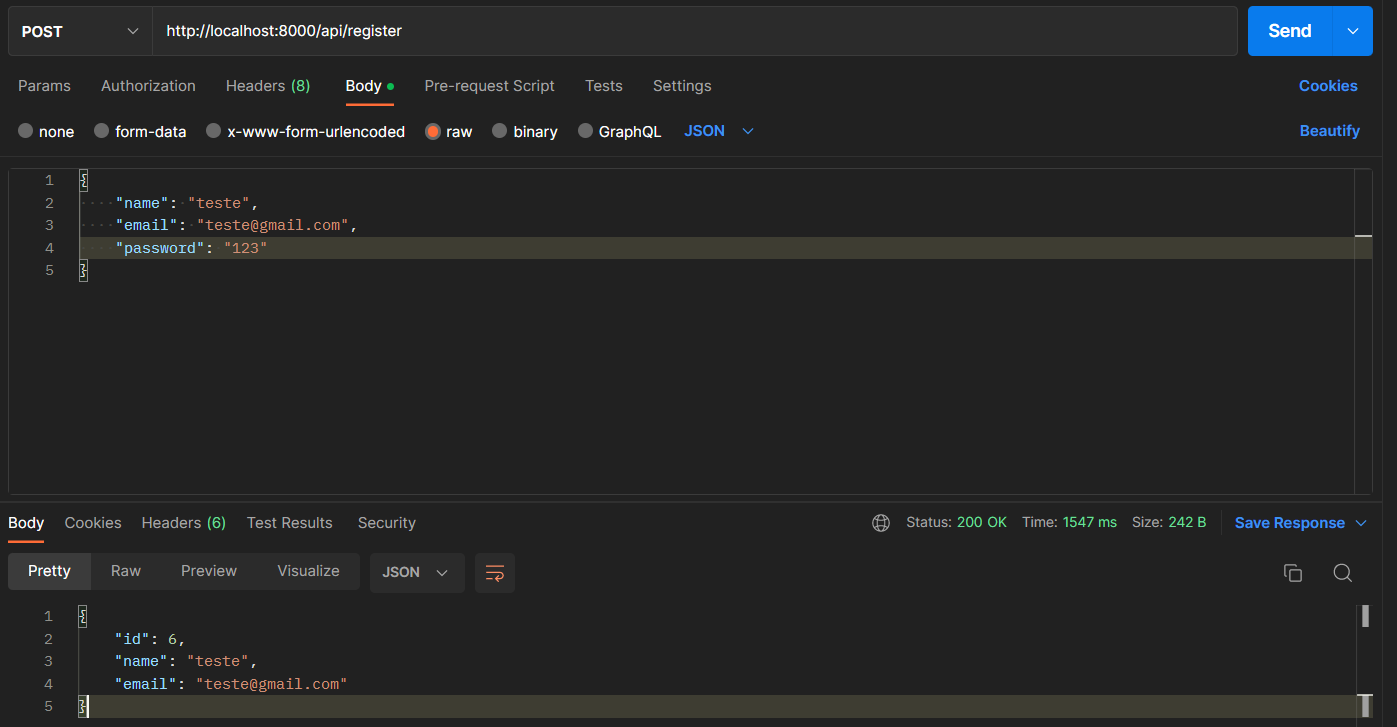 POST http://localhost:8000/api/register Send
Params Authorization Headers (8) Body Pre-request Script Tests Settings Cookies
none form-data x-www-form-urlencoded raw binary GraphQL JSON Beautify
1 {
2 "name": "teste",
3 "email": "teste@gmail.com",
4 "password": "123"
5 }
Body Cookies Headers (6) Test Results Security Status: 200 OK Time: 1547 ms Size: 242 B Save Response
Pretty Raw Preview Visualize JSON
1 {
2 "id": 6,
3 "name": "teste",
4 "email": "teste@gmail.com"
5 }